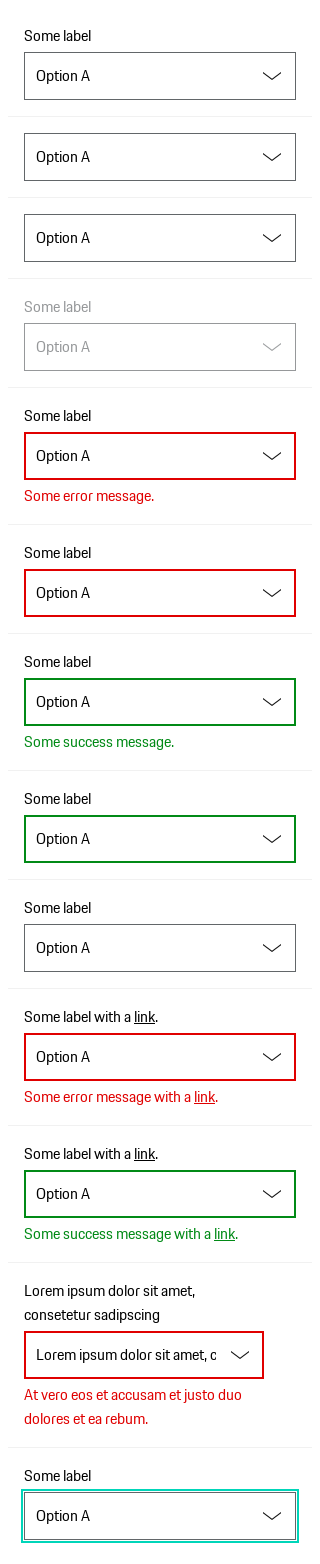 Some label
Option A
Option A
Option A
Some label
Option A
Some label
Option A
Some error message.
Some label
Option A
Some label
Option A
Some success message.
Some label
Option A
Some label
Option A
Some label with a link.
Option A
Some error message with a link.
Some label with a link.
Option A
Some success message with a link.
Lorem ipsum dolor sit amet,
consetetur sadipscing
Lorem ipsum dolor sit amet, c
At vero eos et accusam et justo duo
dolores et ea rebum.
Some label
Option A